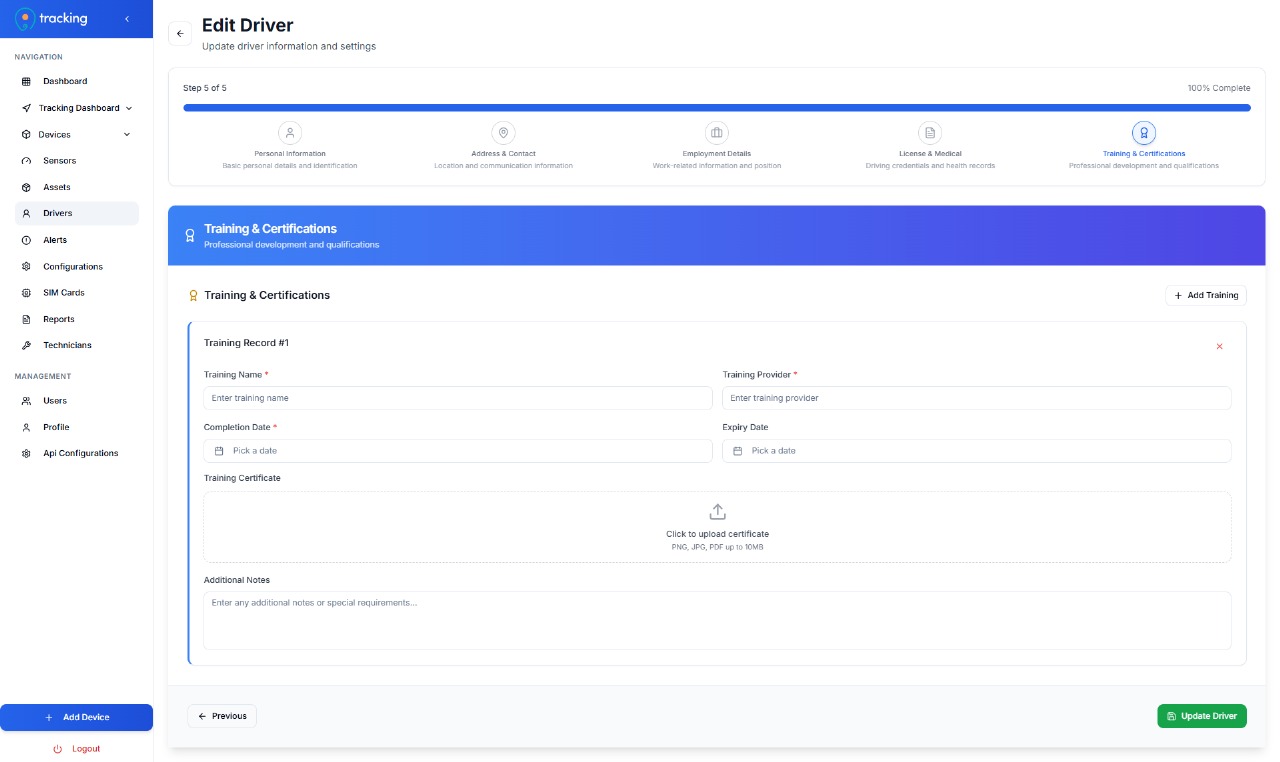 tracking
NAVIGATION
Dashboard
Tracking Dashboard
Devices
Sensors
Assets
Drivers
Alerts
Configurations
SIM Cards
Reports
Technicians
MANAGEMENT
Users
Profile
Api Configurations
Add Device
Logout
Edit Driver
Update driver information and settings
Step 5 of 5
100% Complete
Personal Information
Basic personal details and identification
Address & Contact
Location and communication information
Employment Details
Work-related information and position
License & Medical
Driving credentials and health records
Training & Certifications
Professional development and qualifications
Training & Certifications
Professional development and qualifications
Training & Certifications
Add Training
Training Record #1
Training Name *
Enter training name
Training Provider *
Enter training provider
Completion Date *
Pick a date
Expiry Date
Pick a date
Training Certificate
Click to upload certificate
PNG, JPG, PDF up to 10MB
Additional Notes
Enter any additional notes or special requirements...
Previous
Update Driver